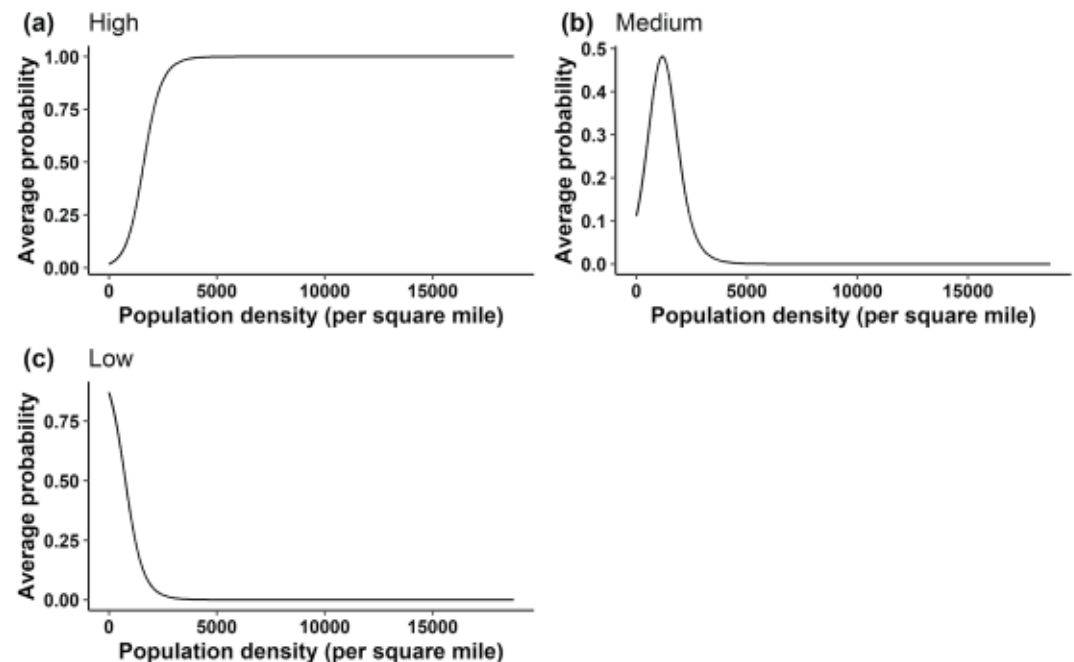 (a) High
Average probability
1.00
0.75
0.50
0.25
0.00
0 5000 10000 15000
Population density (per square mile)
(b) Medium
Average probability
0.5
0.4
0.3
0.2
0.1
0.0
0 5000 10000 15000
Population density (per square mile)
(c) Low
Average probability
0.75
0.50
0.25
0.00
0 5000 10000 15000
Population density (per square mile)